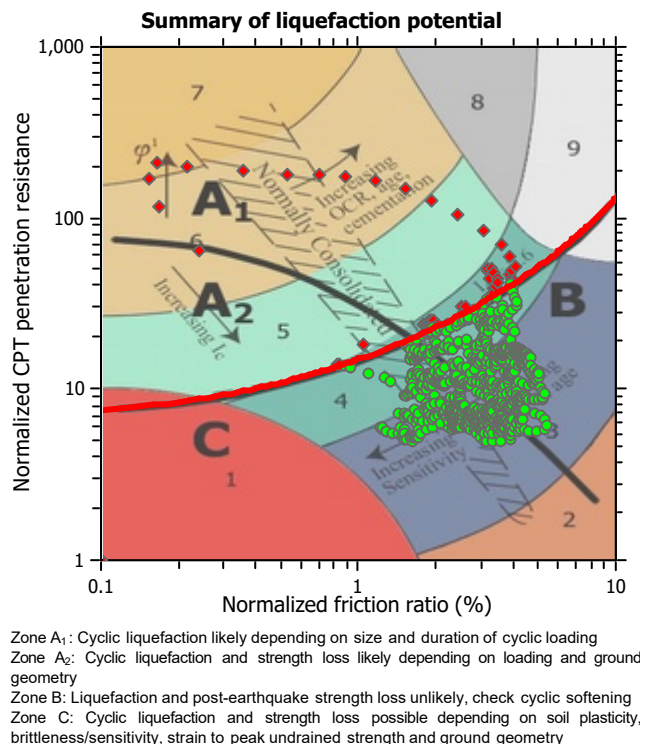 Summary of liquefaction potential
1,000
100
10
1
Normalized CPT penetration resistance
7
8
9
φ'
A1
Increasing
OCR, age,
cementation
Normally Consolidated
6
A2
Increasing Ic
5
B
4
C
1
Increasing
Sensitivity
age
3
2
0.1
1
10
Normalized friction ratio (%)
Zone A1: Cyclic liquefaction likely depending on size and duration of cyclic loading
Zone A2: Cyclic liquefaction and strength loss likely depending on loading and ground
geometry
Zone B: Liquefaction and post-earthquake strength loss unlikely, check cyclic softening
Zone C: Cyclic liquefaction and strength loss possible depending on soil plasticity,
brittleness/sensitivity, strain to peak undrained strength and ground geometry